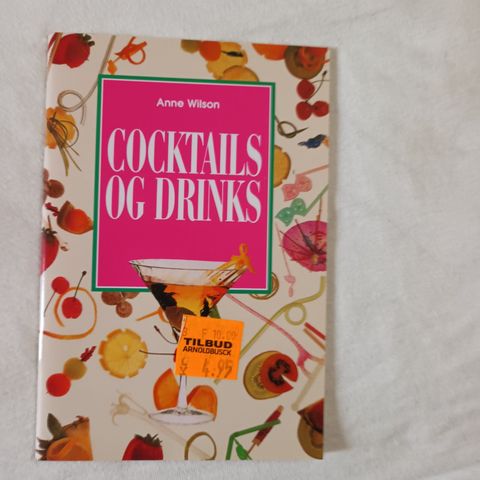 Anne Wilson
COCKTAILS
OG DRINKS
TILBUD
ARNOLDBUSCK
4.95